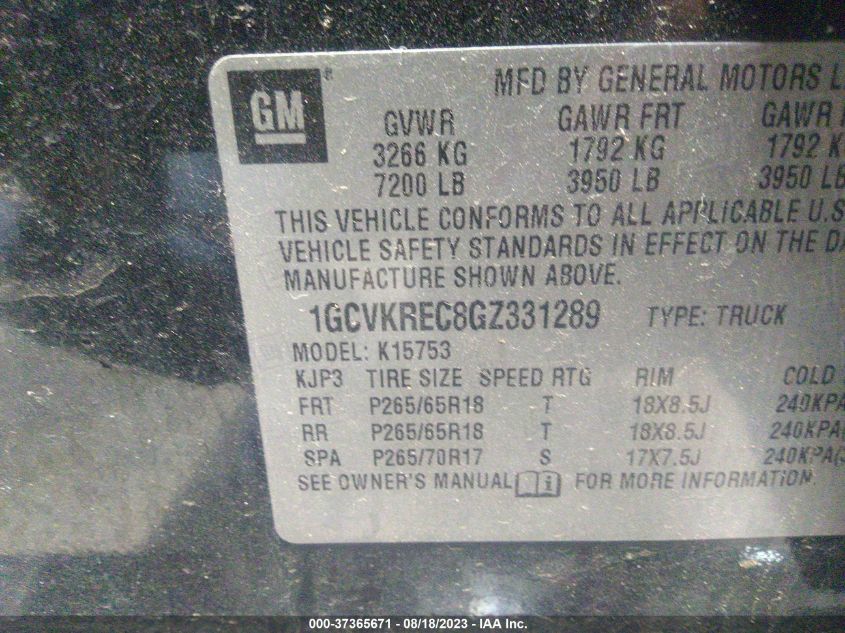 GM
®
MFD BY GENERAL MOTORS L
GVWR GAWR FRT GAWR
3266 KG 1792 KG 1792 K
7200 LB 3950 LB 3950 LB
THIS VEHICLE CONFORMS TO ALL APPLICABLE U.S
VEHICLE SAFETY STANDARDS IN EFFECT ON THE DA
MANUFACTURE SHOWN ABOVE.
1GCVKREC8GZ331289 TYPE: TRUCK
MODEL: K15753
KJP3 TIRE SIZE SPEED RTG RIM COLD
FRT P265/65R18 T 18X8.5J 240KPA
RR P265/65R18 T 18X8.5J 240KPA(
SPA P265/70R17 S 17X7.5J 240KPA(
SEE OWNER'S MANUAL FOR MORE INFORMATION
000-37365671 - 08/18/2023 - IAA Inc.